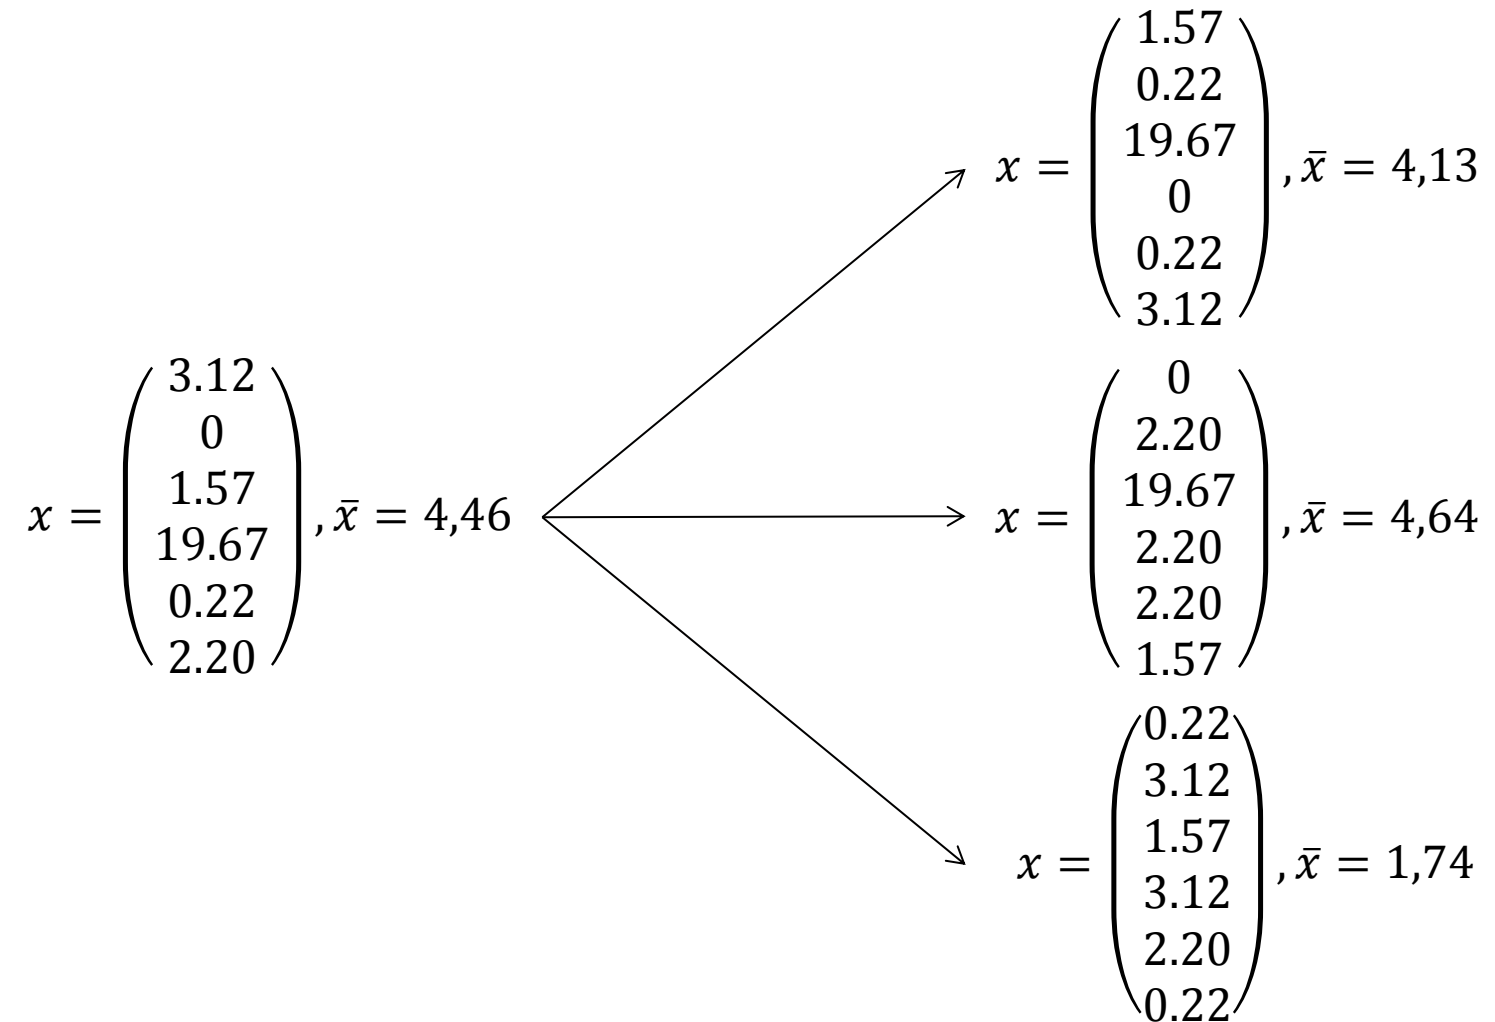 x = (3.12 0 1.57 19.67 0.22 2.20), x̄ = 4,46
x = (1.57 0.22 19.67 0 0.22 3.12), x̄ = 4,13
x = (0 2.20 19.67 2.20 2.20 1.57), x̄ = 4,64
x = (0.22 3.12 1.57 3.12 2.20 0.22), x̄ = 1,74